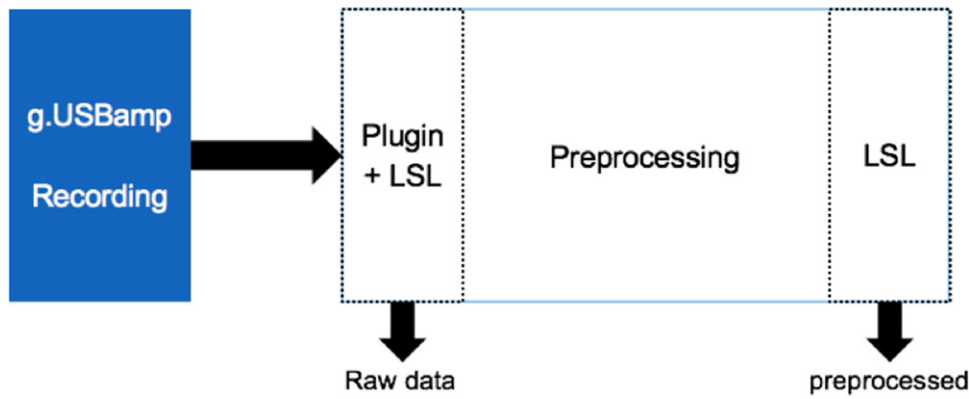 g.USBamp
Recording
Plugin
+ LSL
Preprocessing
LSL
Raw data
preprocessed